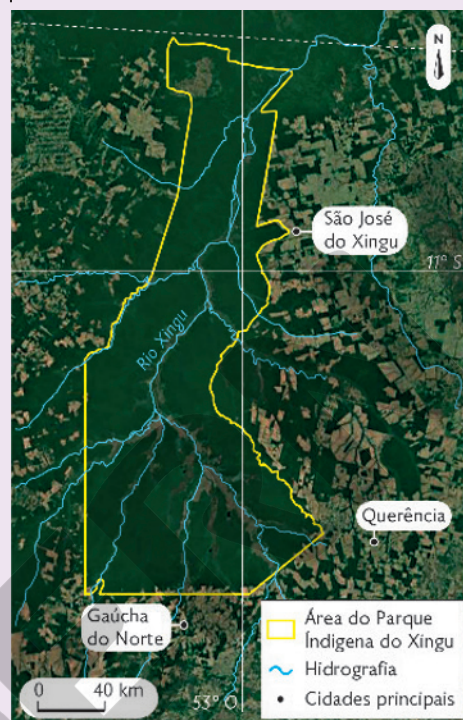 N
São José
do Xingu
11° S
Rio Xingu
Querência
Gaúcha
do Norte
Área do Parque
Indígena do Xingu
Hidrografia
Cidades principais
0 40 km
53° O